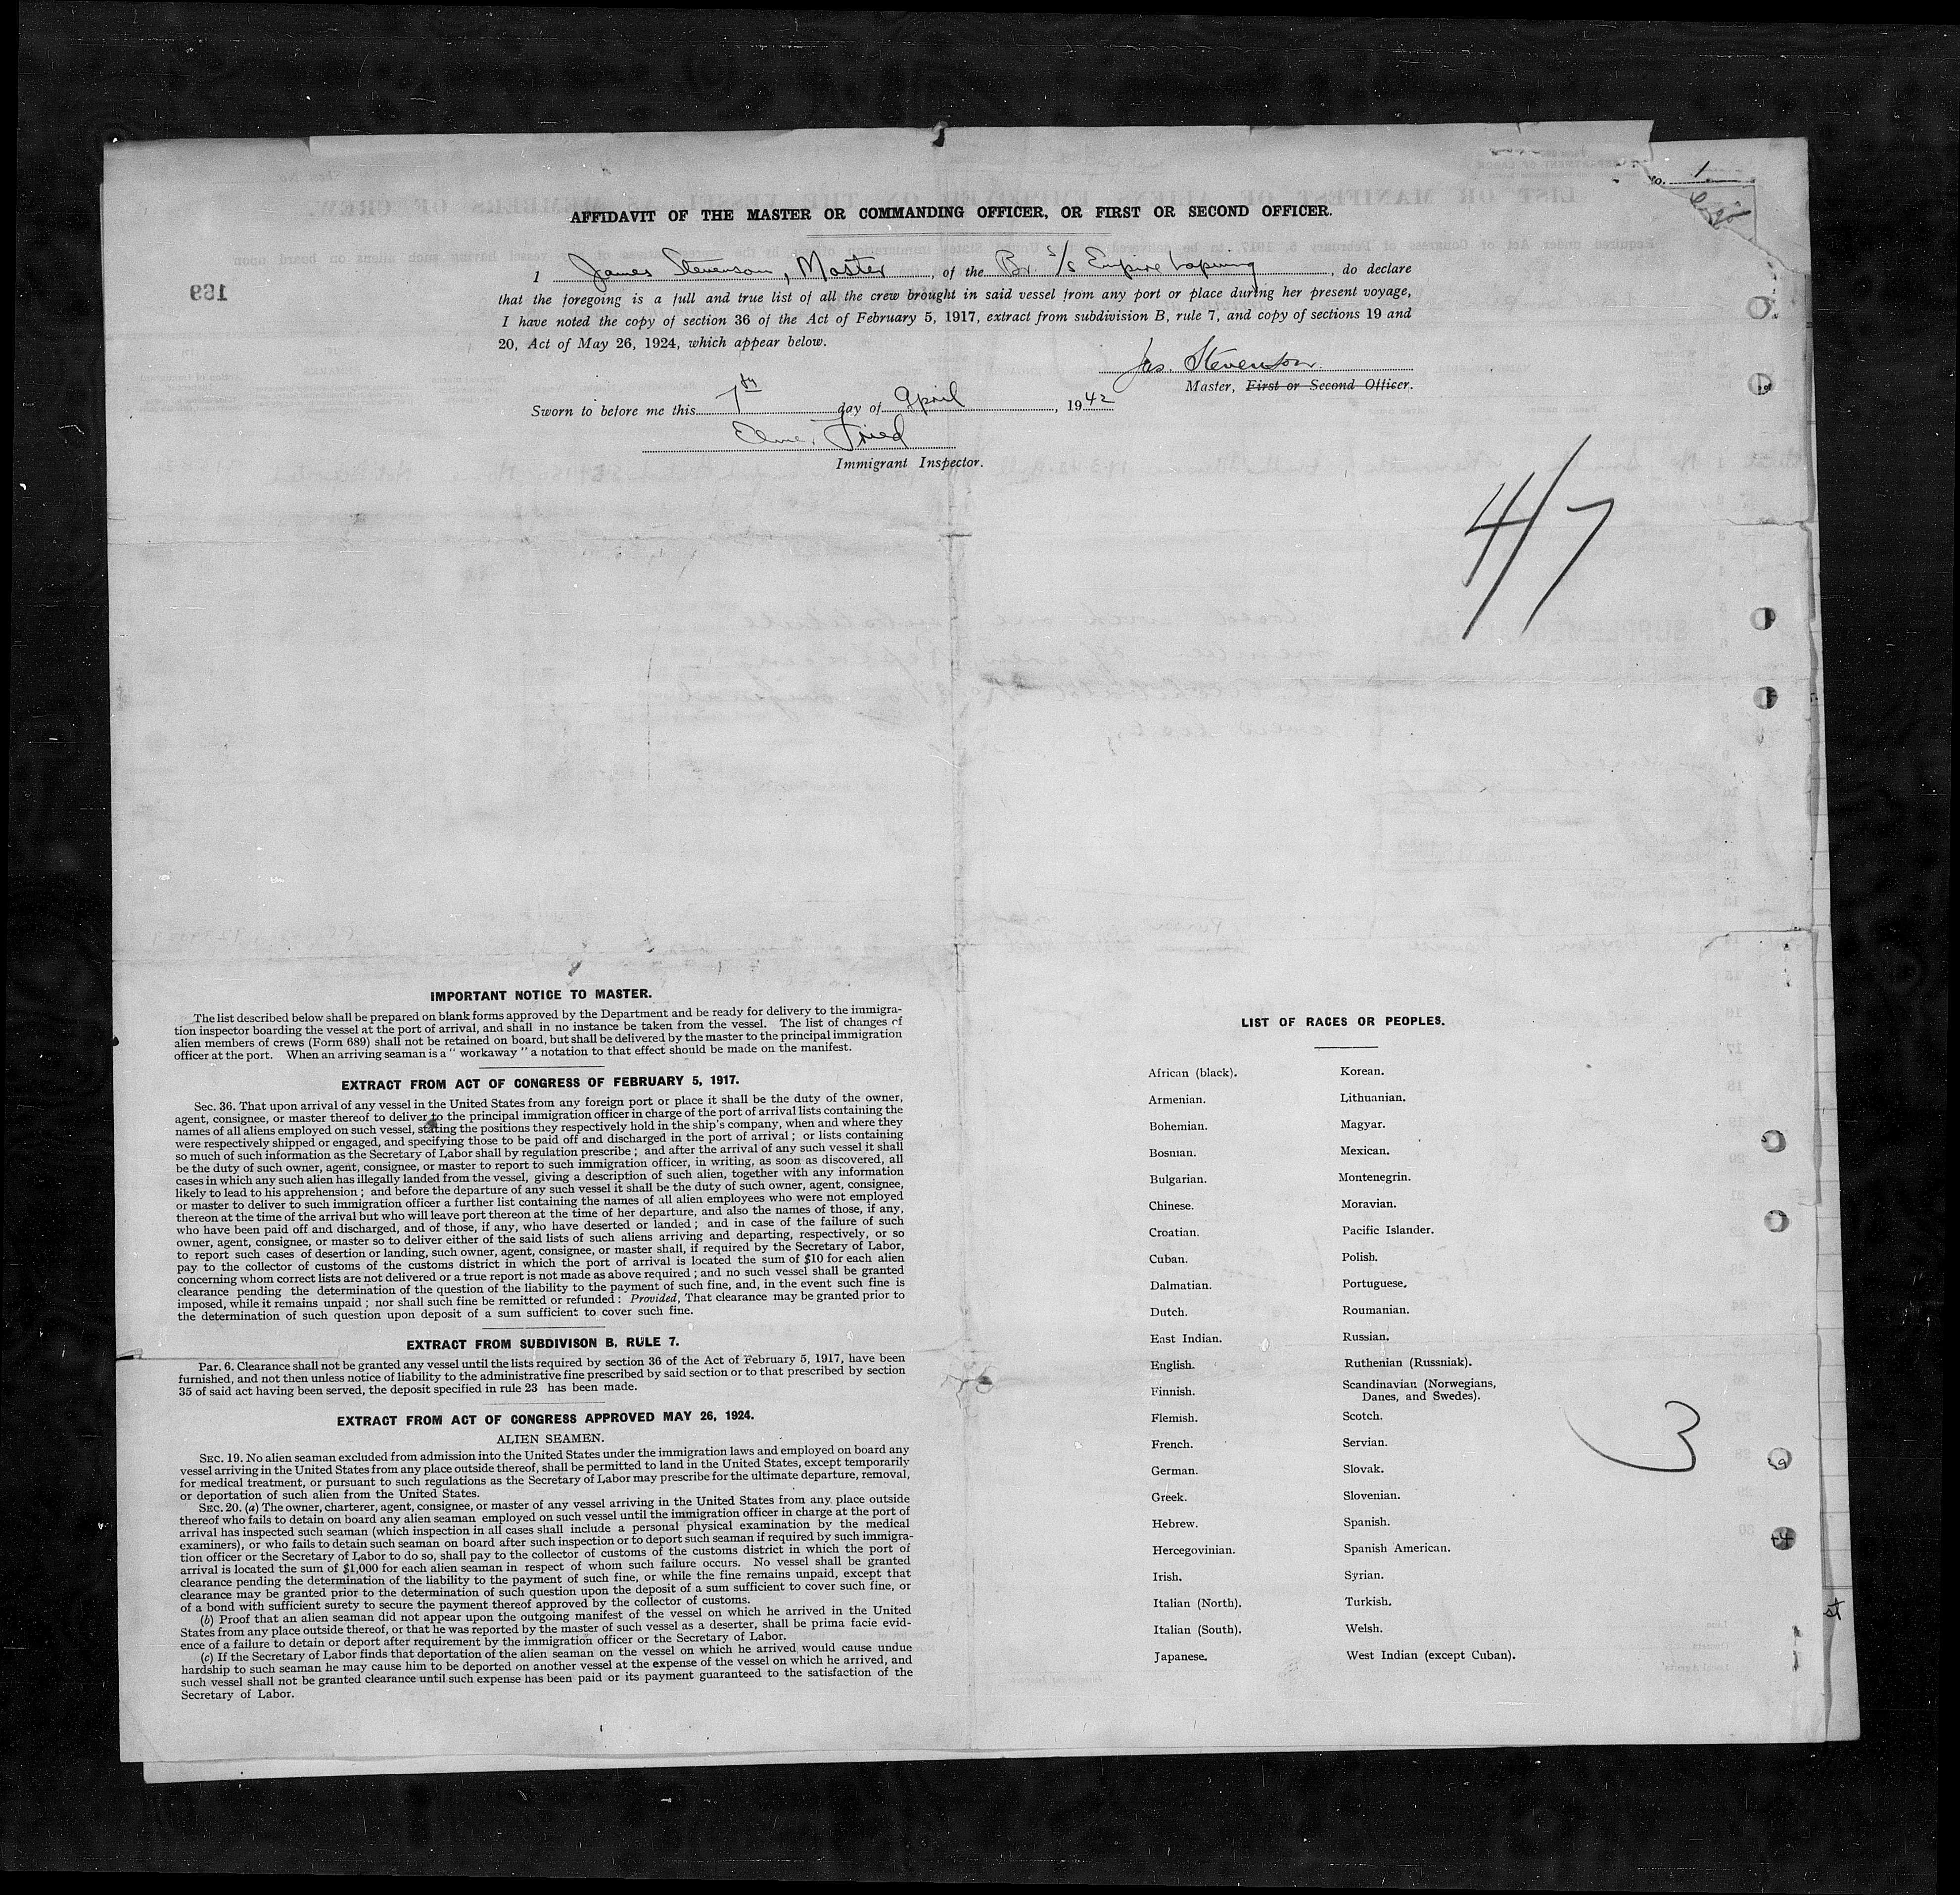 No. 1
AFFIDAVIT OF THE MASTER OR COMMANDING OFFICER, OR FIRST OR SECOND OFFICER.
I James Stevenson, Master, of the Br. S/S Empire Lapwing, do declare
that the foregoing is a full and true list of all the crew brought in said vessel from any port or place during her present voyage,
I have noted the copy of section 36 of the Act of February 5, 1917, extract from subdivision B, rule 7, and copy of sections 19 and
20, Act of May 26, 1924, which appear below.
Jas. Stevenson.
Master, First or Second Officer.
Sworn to before me this 7th day of April, 1942
Elmer Fried
Immigrant Inspector.
169
4/7
IMPORTANT NOTICE TO MASTER.
The list described below shall be prepared on blank forms approved by the Department and be ready for delivery to the immigra-
tion inspector boarding the vessel at the port of arrival, and shall in no instance be taken from the vessel. The list of changes of
alien members of crews (Form 689) shall not be retained on board, but shall be delivered by the master to the principal immigration
officer at the port. When an arriving seaman is a " workaway " a notation to that effect should be made on the manifest.
EXTRACT FROM ACT OF CONGRESS OF FEBRUARY 5, 1917.
Sec. 36. That upon arrival of any vessel in the United States from any foreign port or place it shall be the duty of the owner,
agent, consignee, or master thereof to deliver to the principal immigration officer in charge of the port of arrival lists containing the
names of all aliens employed on such vessel, stating the positions they respectively hold in the ship's company, when and where they
were respectively shipped or engaged, and specifying those to be paid off and discharged in the port of arrival ; or lists containing
so much of such information as the Secretary of Labor shall by regulation prescribe ; and after the arrival of any such vessel it shall
be the duty of such owner, agent, consignee, or master to report to such immigration officer, in writing, as soon as discovered, all
cases in which any such alien has illegally landed from the vessel, giving a description of such alien, together with any information
likely to lead to his apprehension ; and before the departure of any such vessel it shall be the duty of such owner, agent, consignee,
or master to deliver to such immigration officer a further list containing the names of all alien employees who were not employed
thereon at the time of the arrival but who will leave port thereon at the time of her departure, and also the names of those, if any,
who have been paid off and discharged, and of those, if any, who have deserted or landed ; and in case of the failure of such
owner, agent, consignee, or master so to deliver either of the said lists of such aliens arriving and departing, respectively, or so
to report such cases of desertion or landing, such owner, agent, consignee, or master shall, if required by the Secretary of Labor,
pay to the collector of customs of the customs district in which the port of arrival is located the sum of $10 for each alien
concerning whom correct lists are not delivered or a true report is not made as above required ; and no such vessel shall be granted
clearance pending the determination of the question of the liability to the payment of such fine, and, in the event such fine is
imposed, while it remains unpaid ; nor shall such fine be remitted or refunded : Provided, That clearance may be granted prior to
the determination of such question upon deposit of a sum sufficient to cover such fine.
EXTRACT FROM SUBDIVISON B, RULE 7.
Par. 6. Clearance shall not be granted any vessel until the lists required by section 36 of the Act of February 5, 1917, have been
furnished, and not then unless notice of liability to the administrative fine prescribed by said section or to that prescribed by section
35 of said act having been served, the deposit specified in rule 23 has been made.
EXTRACT FROM ACT OF CONGRESS APPROVED MAY 26, 1924.
ALIEN SEAMEN.
SEC. 19. No alien seaman excluded from admission into the United States under the immigration laws and employed on board any
vessel arriving in the United States from any place outside thereof, shall be permitted to land in the United States, except temporarily
for medical treatment, or pursuant to such regulations as the Secretary of Labor may prescribe for the ultimate departure, removal,
or deportation of such alien from the United States.
SEC. 20. (a) The owner, charterer, agent, consignee, or master of any vessel arriving in the United States from any place outside
thereof who fails to detain on board any alien seaman employed on such vessel until the immigration officer in charge at the port of
arrival has inspected such seaman (which inspection in all cases shall include a personal physical examination by the medical
examiners), or who fails to detain such seaman on board after such inspection or to deport such seaman if required by such immigra-
tion officer or the Secretary of Labor to do so, shall pay to the collector of customs of the customs district in which the port of
arrival is located the sum of $1,000 for each alien seaman in respect of whom such failure occurs. No vessel shall be granted
clearance pending the determination of the liability to the payment of such fine, or while the fine remains unpaid, except that
clearance may be granted prior to the determination of such question upon the deposit of a sum sufficient to cover such fine, or
of a bond with sufficient surety to secure the payment thereof approved by the collector of customs.
(b) Proof that an alien seaman did not appear upon the outgoing manifest of the vessel on which he arrived in the United
States from any place outside thereof, or that he was reported by the master of such vessel as a deserter, shall be prima facie evid-
ence of a failure to detain or deport after requirement by the immigration officer or the Secretary of Labor.
(c) If the Secretary of Labor finds that deportation of the alien seaman on the vessel on which he arrived would cause undue
hardship to such seaman he may cause him to be deported on another vessel at the expense of the vessel on which he arrived, and
such vessel shall not be granted clearance until such expense has been paid or its payment guaranteed to the satisfaction of the
Secretary of Labor.
LIST OF RACES OR PEOPLES.
African (black).
Armenian.
Bohemian.
Bosnian.
Bulgarian.
Chinese.
Croatian.
Cuban.
Dalmatian.
Dutch.
East Indian.
English.
Finnish.
Flemish.
French.
German.
Greek.
Hebrew.
Hercegovinian.
Irish.
Italian (North).
Italian (South).
Japanese.
Korean.
Lithuanian.
Magyar.
Mexican.
Montenegrin.
Moravian.
Pacific Islander.
Polish.
Portuguese.
Roumanian.
Russian.
Ruthenian (Russniak).
Scandinavian (Norwegians,
Danes, and Swedes).
Scotch.
Servian.
Slovak.
Slovenian.
Spanish.
Spanish American.
Syrian.
Turkish.
Welsh.
West Indian (except Cuban).
3